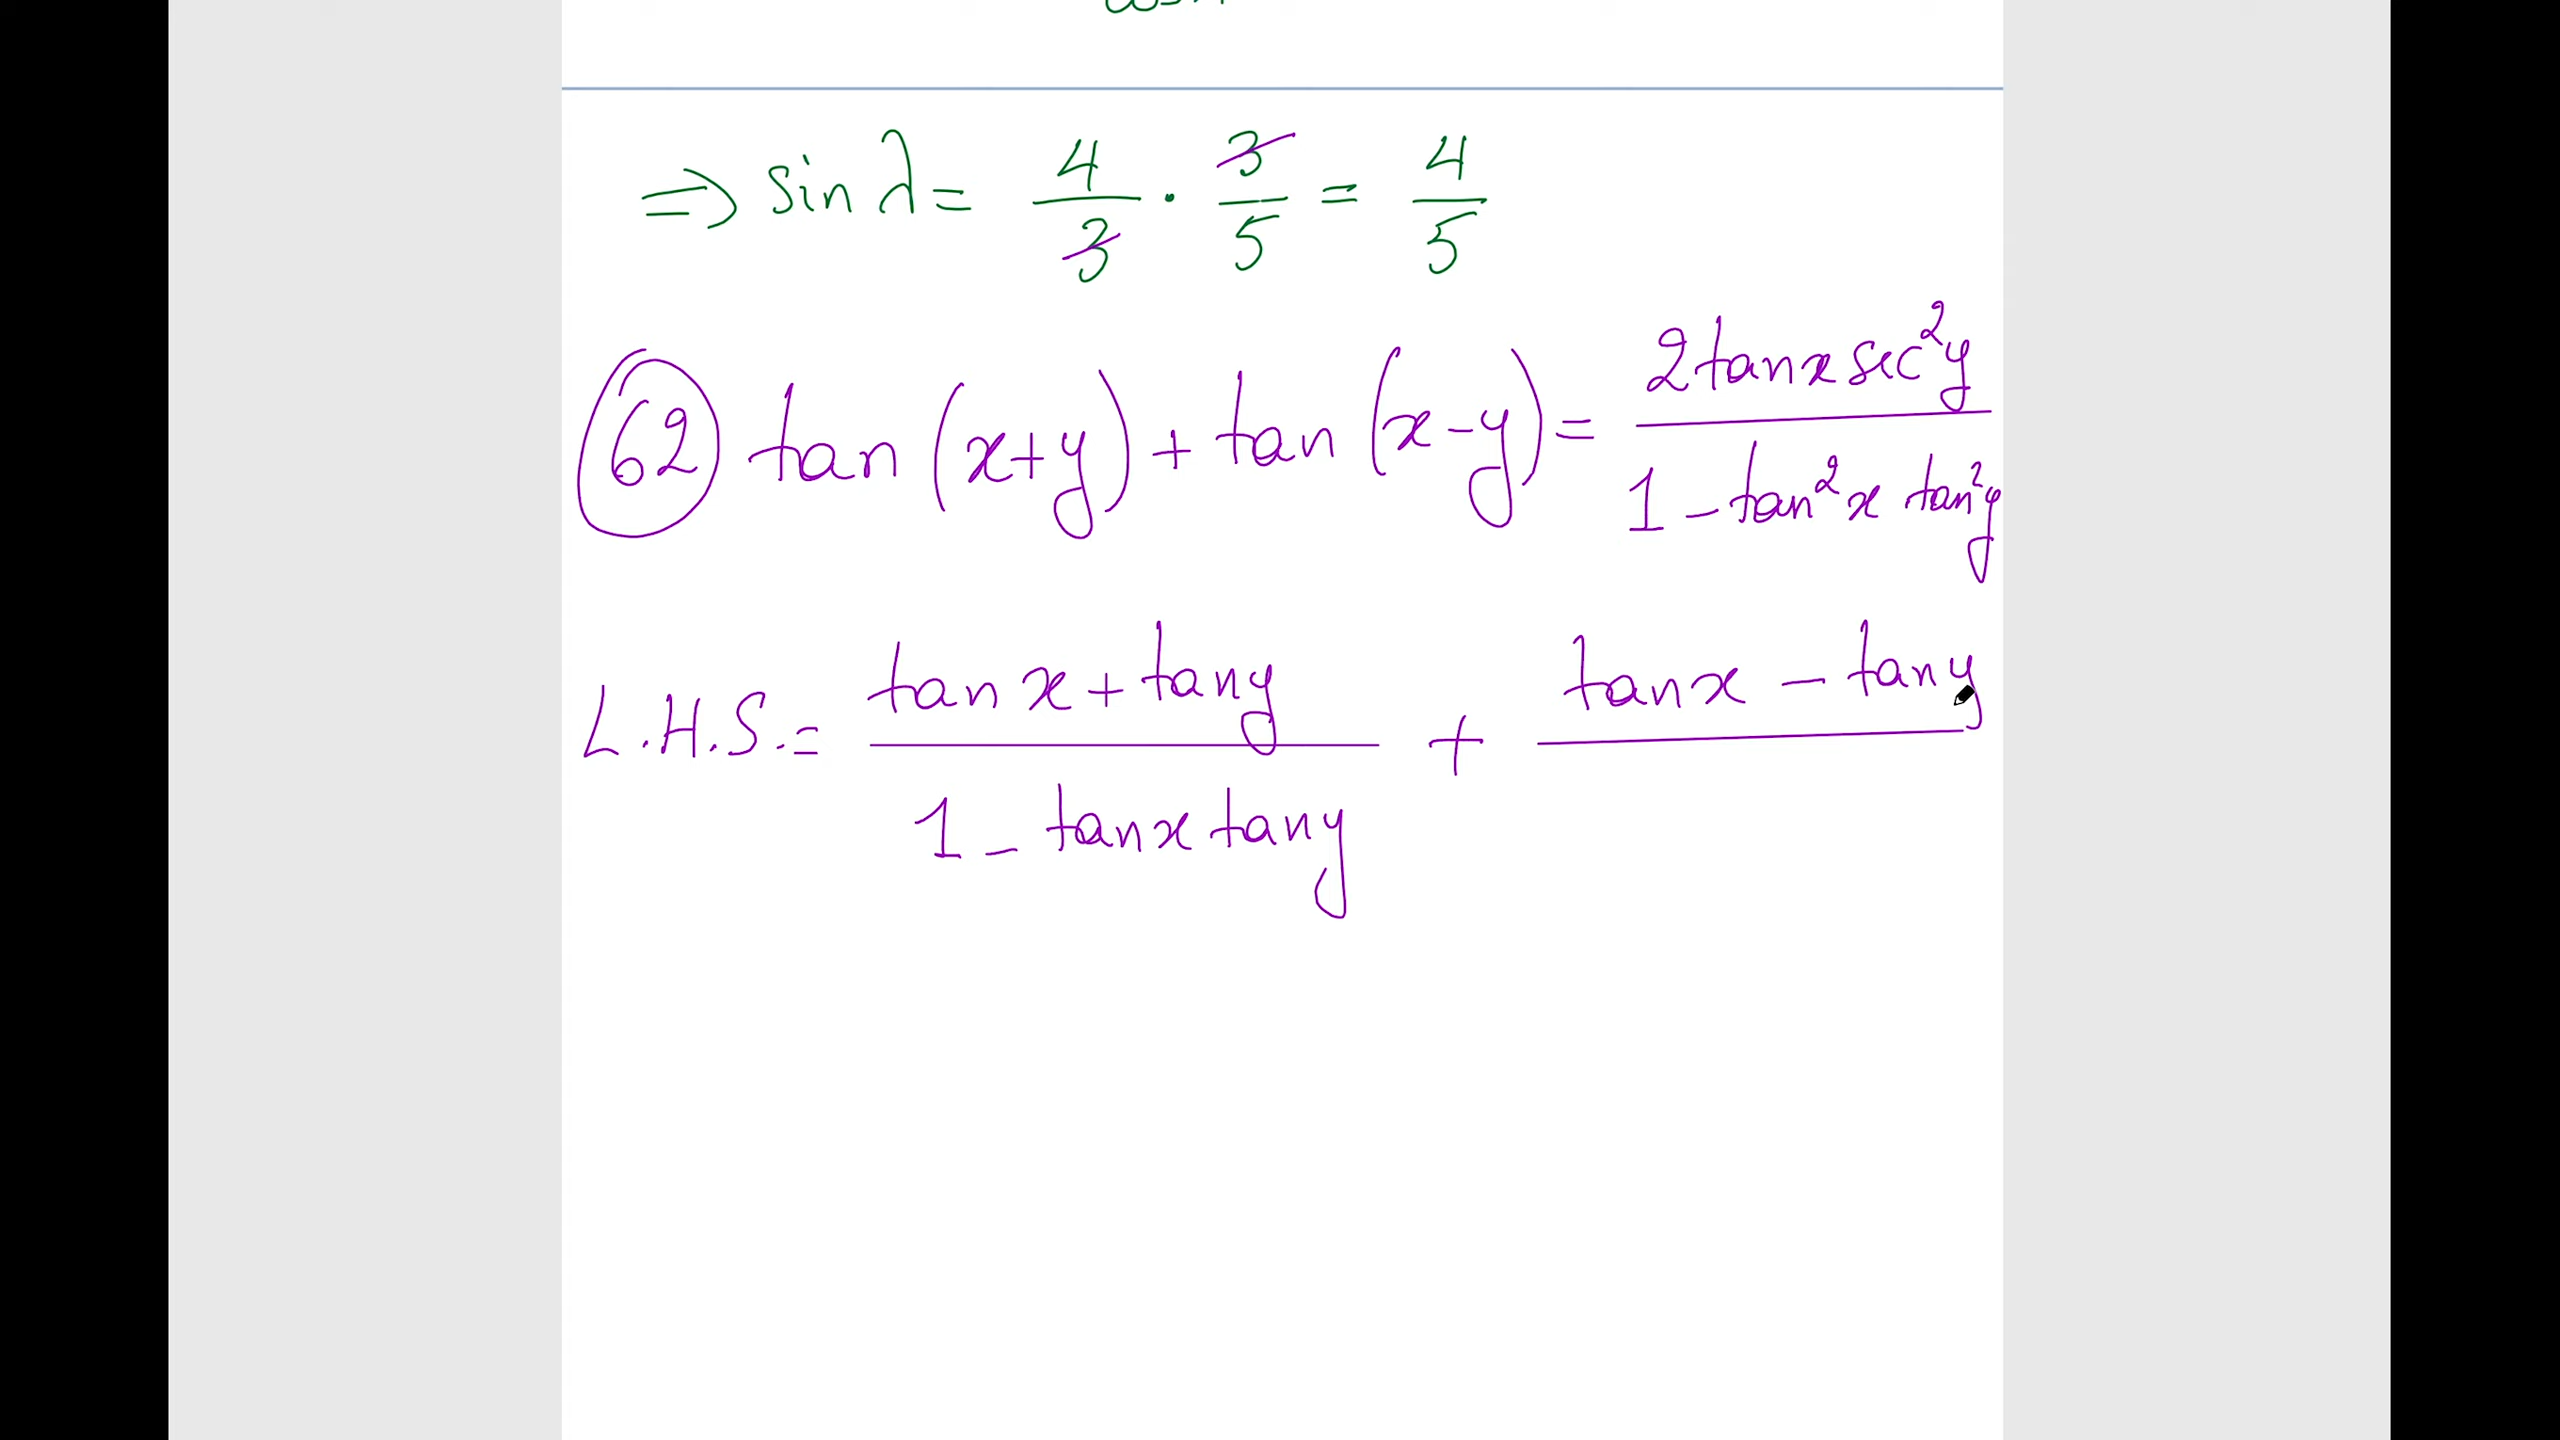 ⇒ sin λ = 4/3 · 3/5 = 4/5
62 tan (x+y) + tan (x-y) = 2tanx sec²y / 1 - tan²x tan²y
L.H.S. = tan x + tany / 1 - tanx tany + tanx - tany /